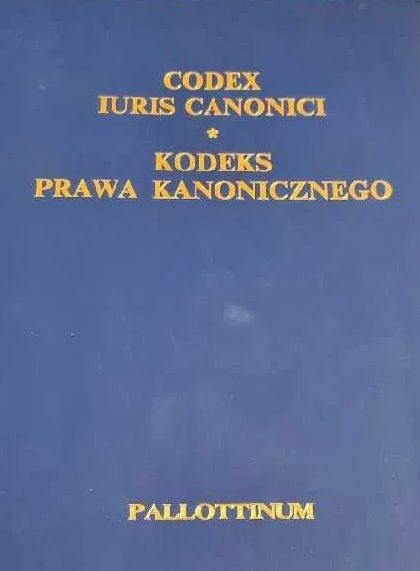 CODEX
IURIS CANONICI
*
KODEKS
PRAWA KANONICZNEGO
PALLOTTINUM